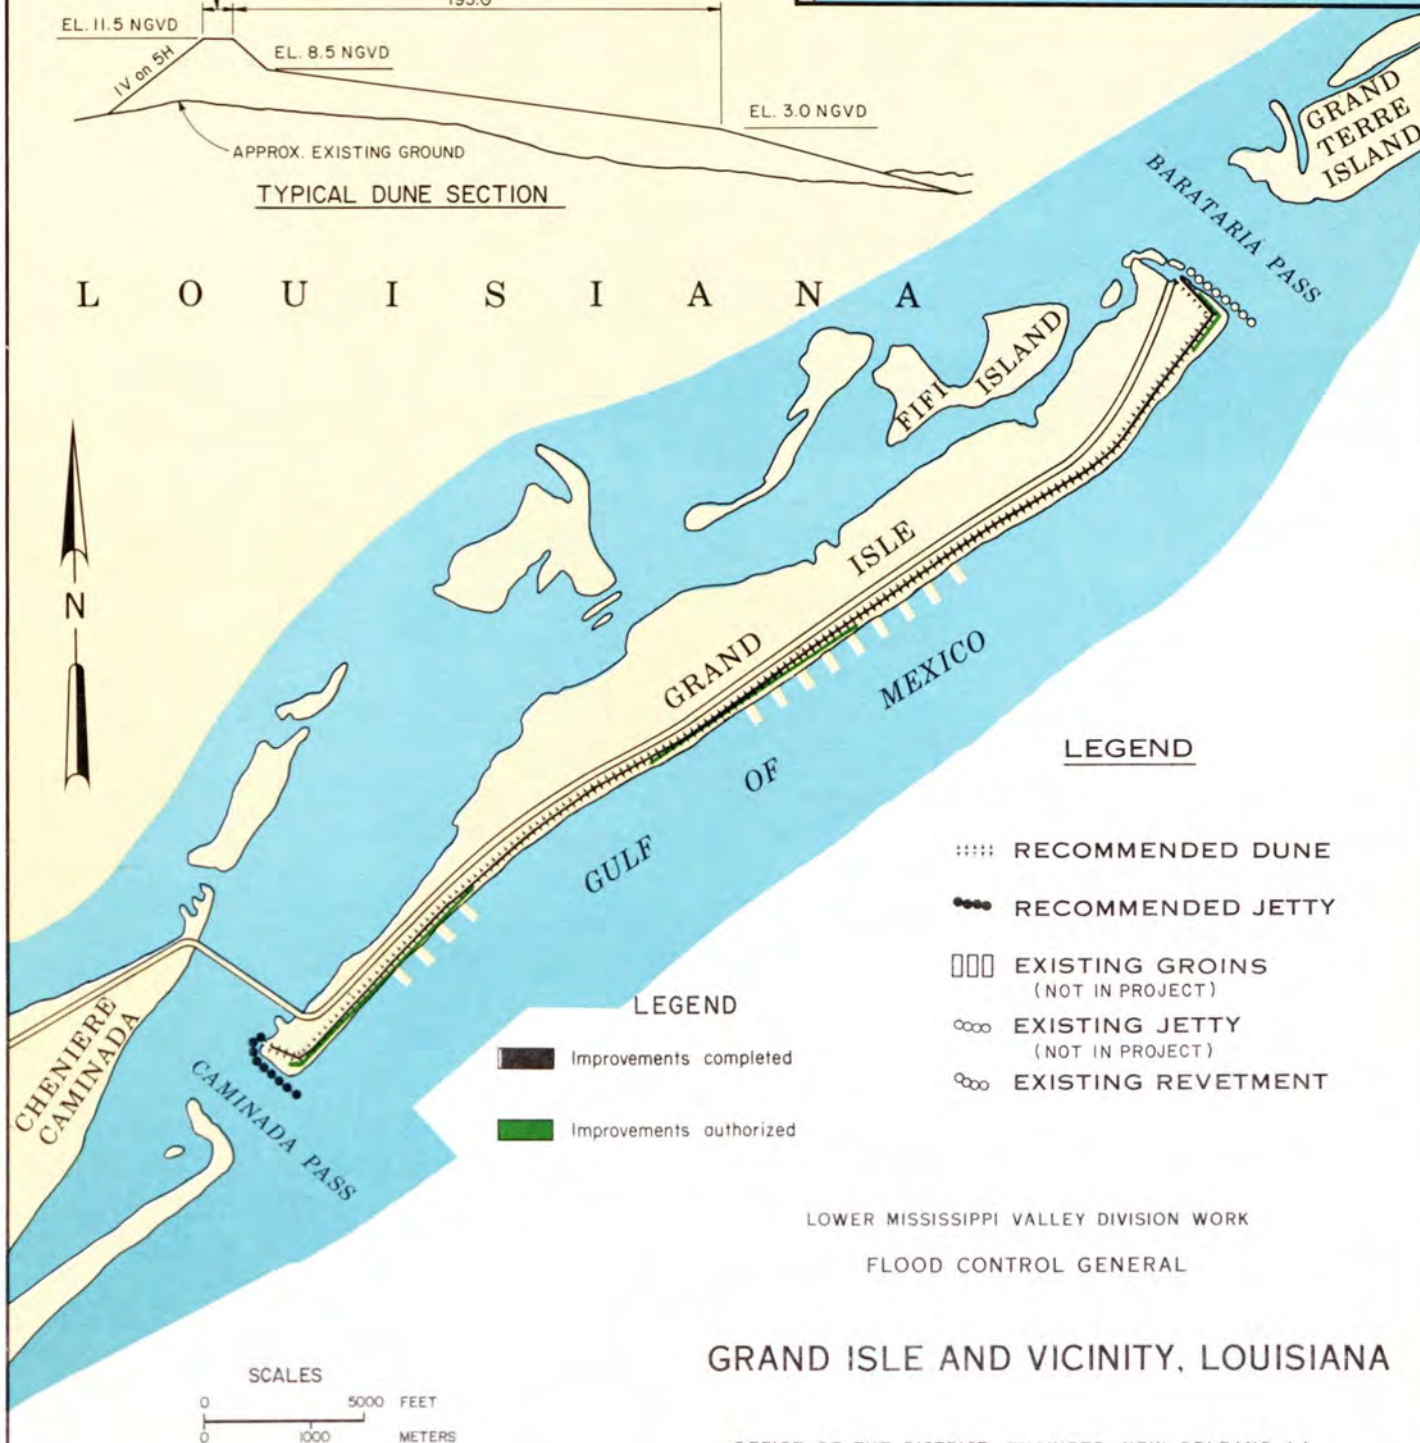 195.0
EL. 11.5 NGVD
1V on 5H
EL. 8.5 NGVD
EL. 3.0 NGVD
APPROX. EXISTING GROUND
TYPICAL DUNE SECTION
GRAND
TERRE
ISLAND
BARATARIA PASS
LOUISIANA
FIFI ISLAND
N
GRAND ISLE
GULF OF MEXICO
CHENIERE
CAMINADA
CAMINADA PASS
LEGEND
RECOMMENDED DUNE
RECOMMENDED JETTY
EXISTING GROINS
(NOT IN PROJECT)
EXISTING JETTY
(NOT IN PROJECT)
EXISTING REVETMENT
LEGEND
Improvements completed
Improvements authorized
LOWER MISSISSIPPI VALLEY DIVISION WORK
FLOOD CONTROL GENERAL
GRAND ISLE AND VICINITY, LOUISIANA
SCALES
0 5000 FEET
0 1000 METERS